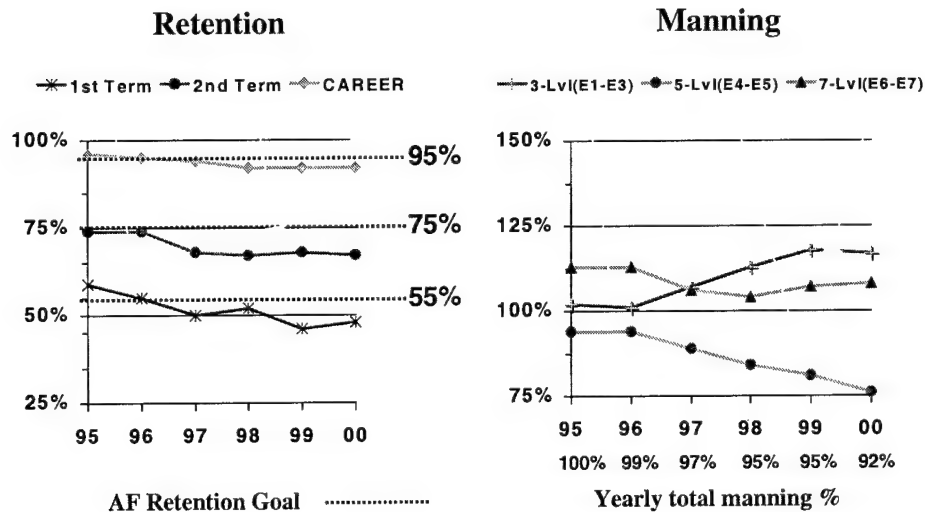 Retention
1st Term 2nd Term CAREER
100%
75%
50%
25%
95%
75%
55%
95 96 97 98 99 00
AF Retention Goal
Manning
3-Lvl(E1-E3) 5-Lvl(E4-E5) 7-Lvl(E6-E7)
150%
125%
100%
75%
95 96 97 98 99 00
100% 99% 97% 95% 95% 92%
Yearly total manning %